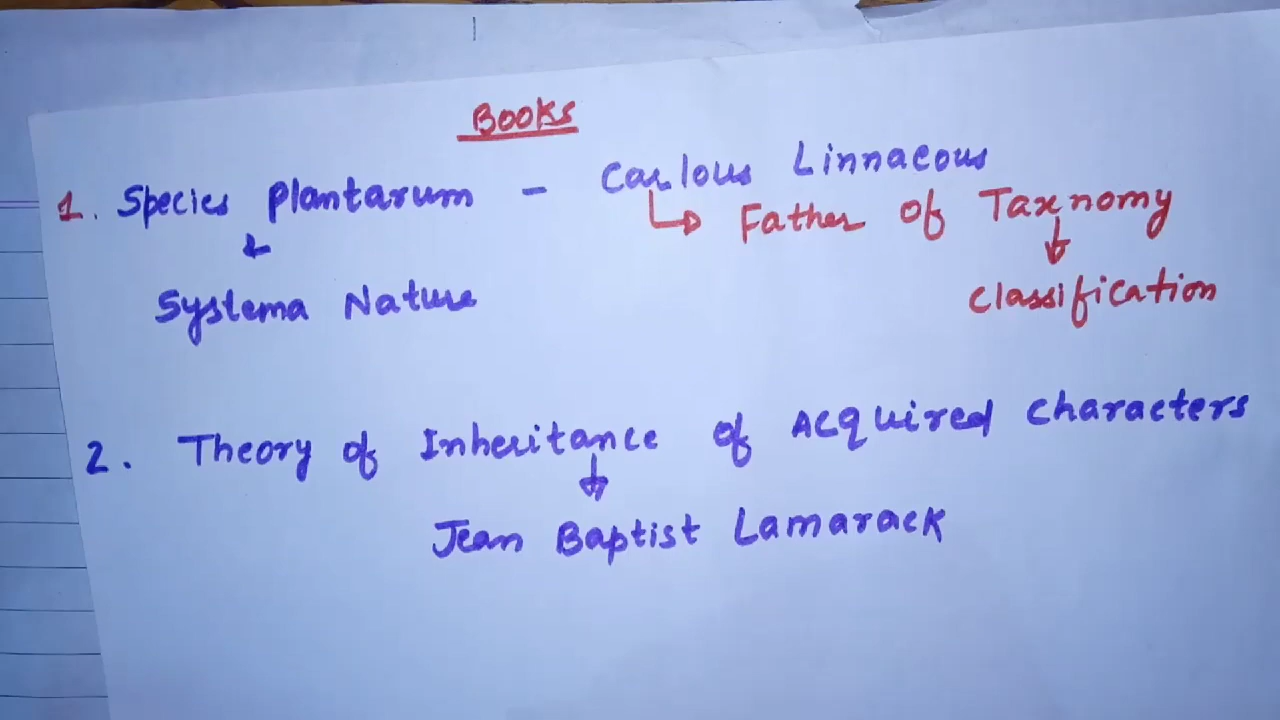 Books
1. Species Plantarum - Carlous Linnaeous
↳ Father of Taxnomy
↓
Systema Nature
↓
Classification
2. Theory of Inheritance of Acquired Characters
↓
Jean Baptist Lamarack